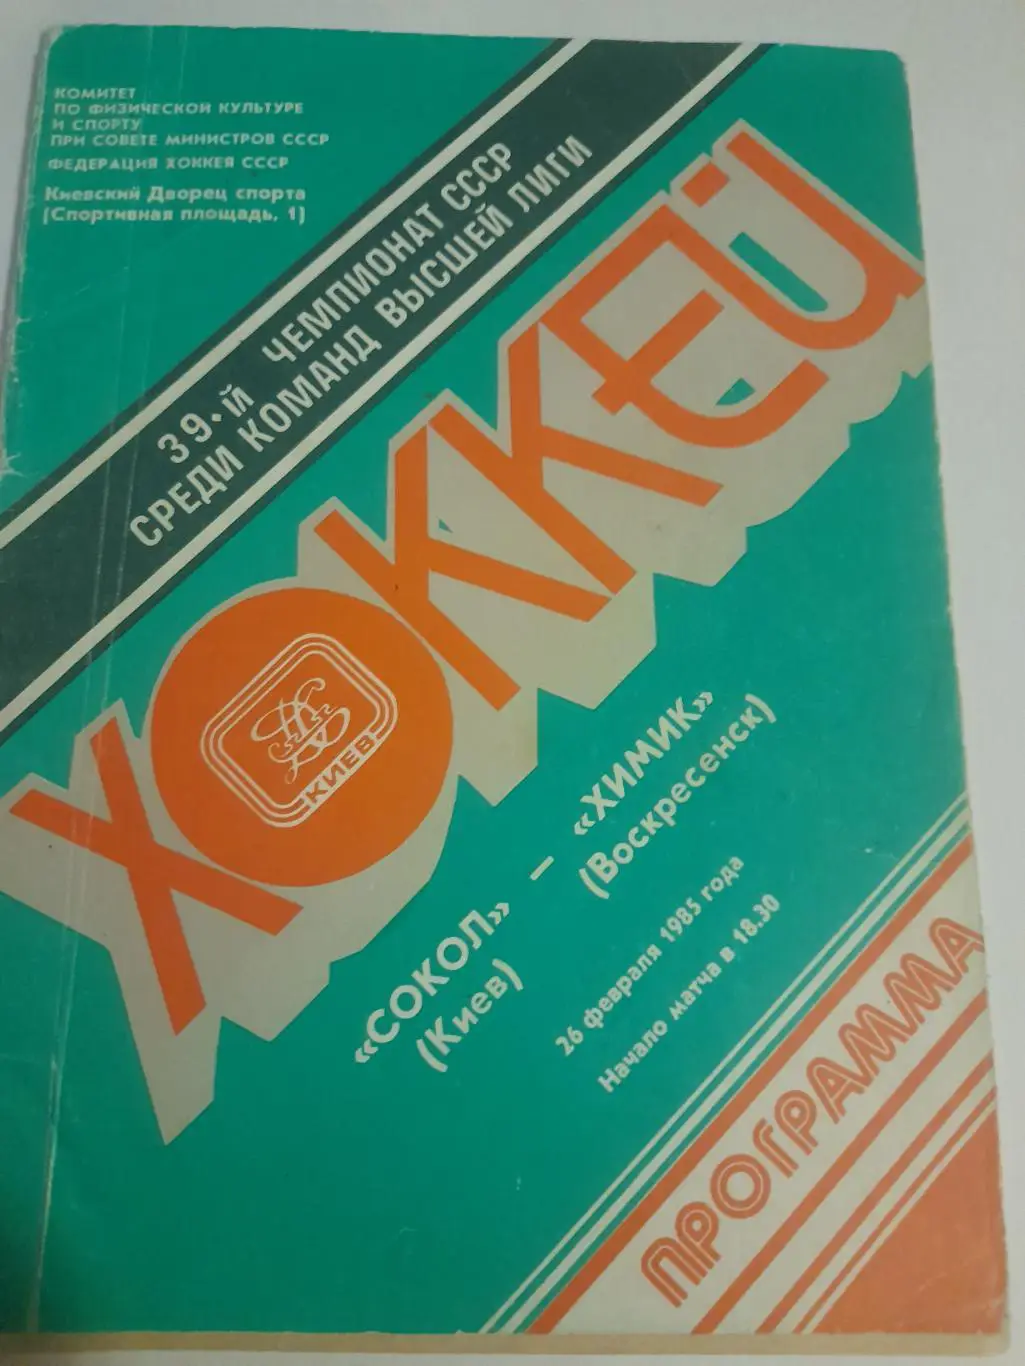 КОМИТЕТ
ПО ФИЗИЧЕСКОЙ КУЛЬТУРЕ
И СПОРТУ
ПРИ СОВЕТЕ МИНИСТРОВ СССР
ФЕДЕРАЦИЯ ХОККЕЯ СССР
Киевский Дворец спорта
(Спортивная площадь, 1)
39-й ЧЕМПИОНАТ СССР
СРЕДИ КОМАНД ВЫСШЕЙ ЛИГИ
ХОККЕЙ
КИЕВ
«СОКОЛ» – «ХИМИК»
(Киев) (Воскресенск)
26 февраля 1985 года
Начало матча в 18.30
ПРОГРАММА